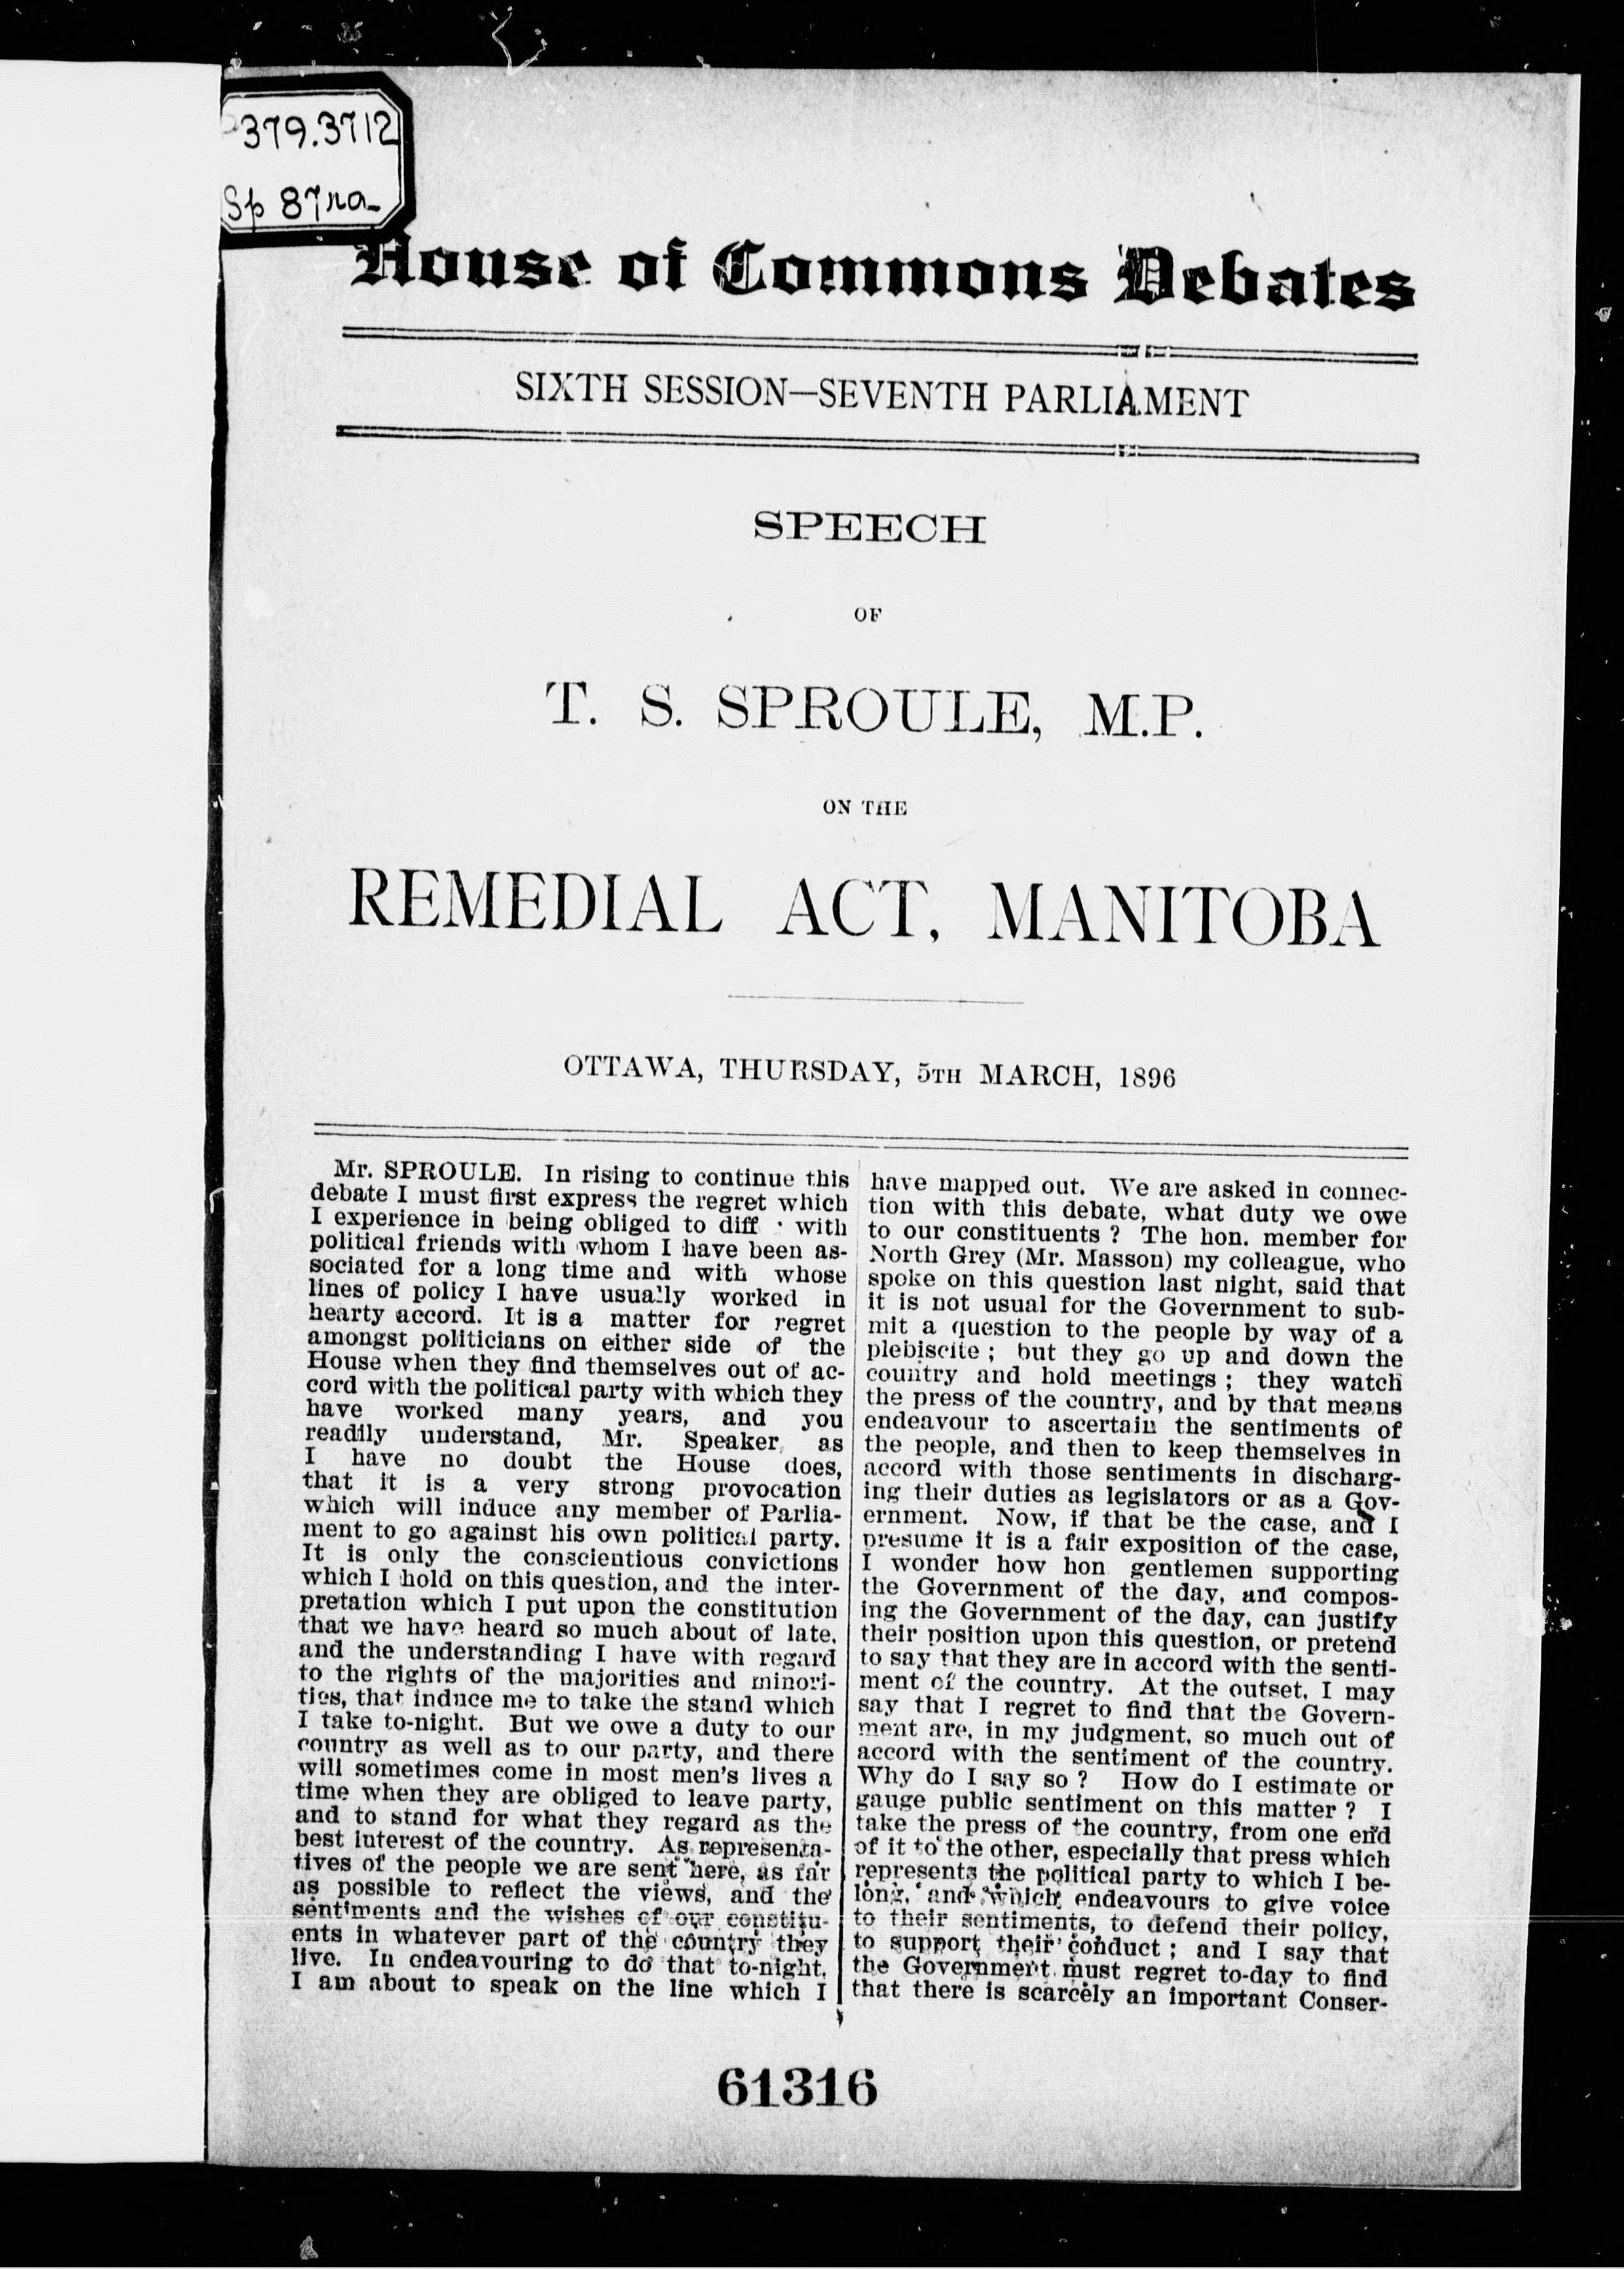 379.3712
Sp 87na
House of Commons Debates
SIXTH SESSION—SEVENTH PARLIAMENT
SPEECH
OF
T. S. SPROULE, M.P.
ON THE
REMEDIAL ACT, MANITOBA
OTTAWA, THURSDAY, 5TH MARCH, 1896
Mr. SPROULE. In rising to continue this
debate I must first express the regret which
I experience in being obliged to diff with
political friends with whom I have been as-
sociated for a long time and with whose
lines of policy I have usually worked in
hearty accord. It is a matter for regret
amongst politicians on either side of the
House when they find themselves out of ac-
cord with the political party with which they
have worked many years, and you
readily understand, Mr. Speaker, as
I have no doubt the House does,
that it is a very strong provocation
which will induce any member of Parlia-
ment to go against his own political party.
It is only the conscientious convictions
which I hold on this question, and the inter-
pretation which I put upon the constitution
that we have heard so much about of late,
and the understanding I have with regard
to the rights of the majorities and minori-
ties, that induce me to take the stand which
I take to-night. But we owe a duty to our
country as well as to our party, and there
will sometimes come in most men's lives a
time when they are obliged to leave party,
and to stand for what they regard as the
best interest of the country. As representa-
tives of the people we are sent here, as far
as possible to reflect the views, and the
sentiments and the wishes of our constitu-
ents in whatever part of the country they
live. In endeavouring to do that to-night,
I am about to speak on the line which I
have mapped out. We are asked in connec-
tion with this debate, what duty we owe
to our constituents ? The hon. member for
North Grey (Mr. Masson) my colleague, who
spoke on this question last night, said that
it is not usual for the Government to sub-
mit a question to the people by way of a
plebiscite ; but they go up and down the
country and hold meetings ; they watch
the press of the country, and by that means
endeavour to ascertain the sentiments of
the people, and then to keep themselves in
accord with those sentiments in discharg-
ing their duties as legislators or as a Gov-
ernment. Now, if that be the case, and I
presume it is a fair exposition of the case,
I wonder how hon gentlemen supporting
the Government of the day, and compos-
ing the Government of the day, can justify
their position upon this question, or pretend
to say that they are in accord with the senti-
ment of the country. At the outset, I may
say that I regret to find that the Govern-
ment are, in my judgment, so much out of
accord with the sentiment of the country.
Why do I say so ? How do I estimate or
gauge public sentiment on this matter ? I
take the press of the country, from one end
of it to the other, especially that press which
represents the political party to which I be-
long, and which endeavours to give voice
to their sentiments, to defend their policy,
to support their conduct ; and I say that
the Government must regret to-day to find
that there is scarcely an important Conser-
61316